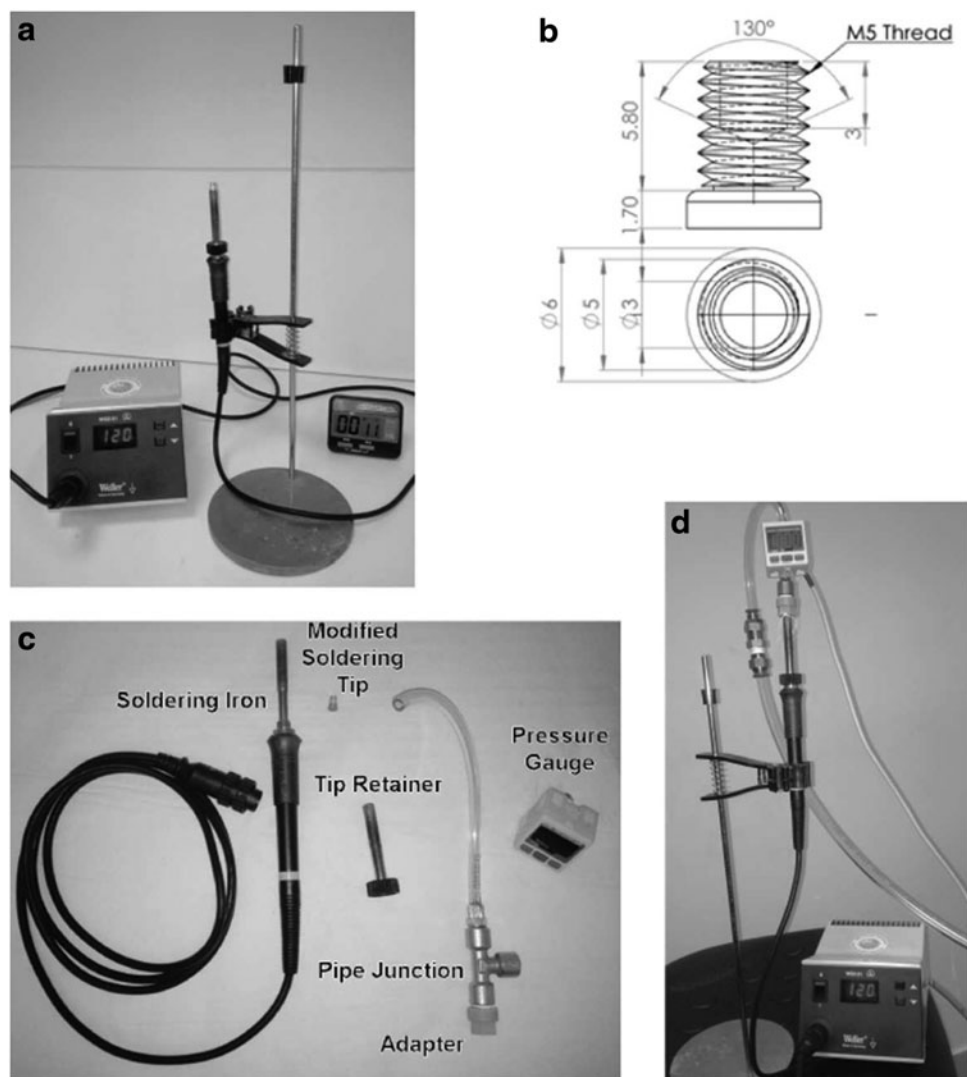 a
120
Weller
0011
b
130°
M5 Thread
5.80
3
1.70
Ø6
Ø5
Ø3
c
Modified
Soldering
Tip
Soldering Iron
Pressure
Gauge
Tip Retainer
Pipe Junction
Adapter
d
120
Weller